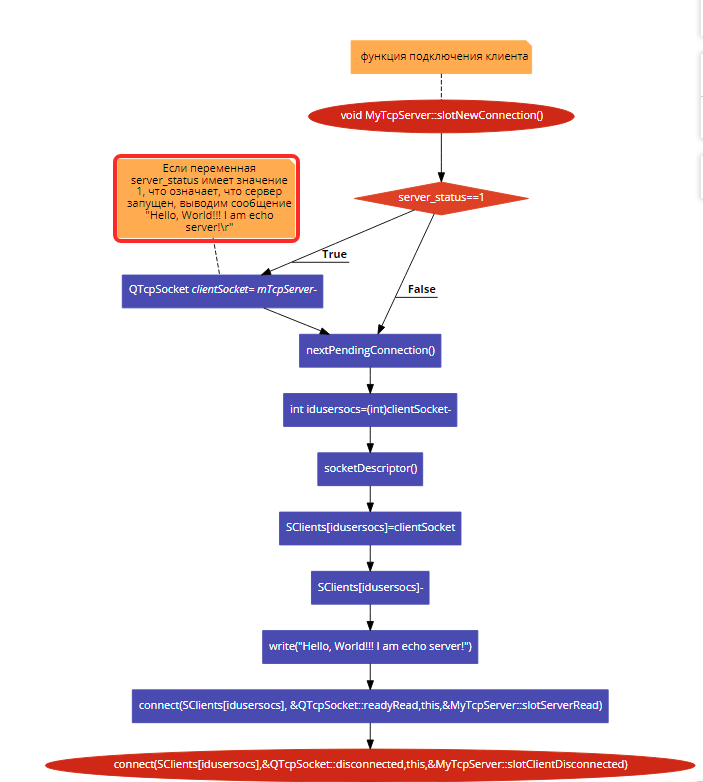 функция подключения клиента
void MyTcpServer::slotNewConnection()
Если переменная
server_status имеет значение
1, что означает, что сервер
запущен, выводим сообщение
"Hello, World!!! I am echo
server!\r"
server_status==1
True
False
QTcpSocket clientSocket= mTcpServer-
nextPendingConnection()
int idusersocs=(int)clientSocket-
socketDescriptor()
SClients[idusersocs]=clientSocket
SClients[idusersocs]-
write("Hello, World!!! I am echo server!")
connect(SClients[idusersocs], &QTcpSocket::readyRead,this,&MyTcpServer::slotServerRead)
connect(SClients[idusersocs],&QTcpSocket::disconnected,this,&MyTcpServer::slotClientDisconnected)